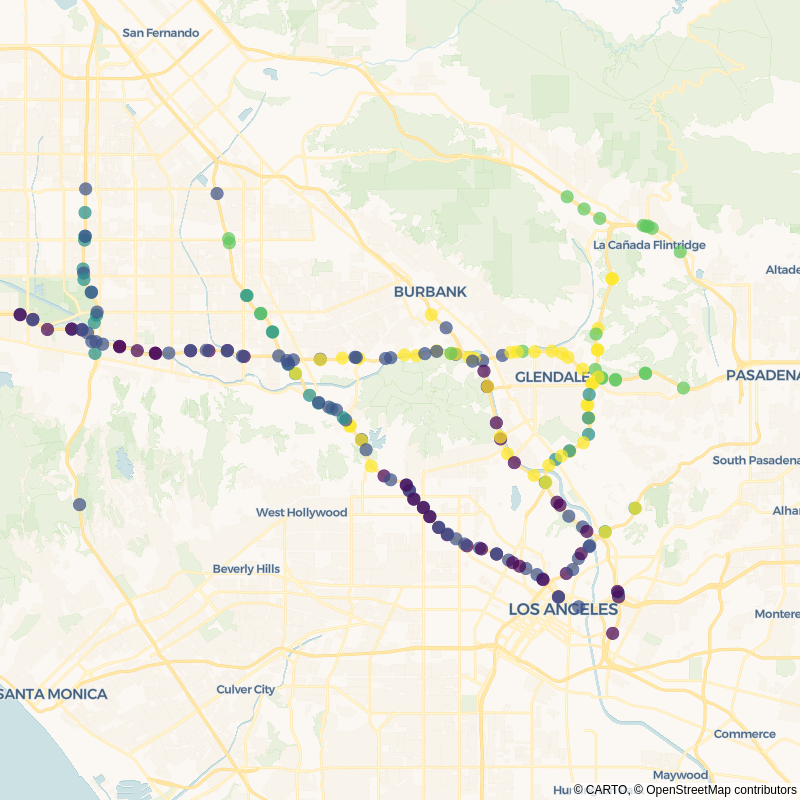 San Fernando
La Cañada Flintridge
Altade
BURBANK
GLENDALE
PASADENA
South Pasadena
West Hollywood
Alhar
Beverly Hills
LOS ANGELES
Montere
SANTA MONICA
Culver City
Commerce
Maywood
Hu
© CARTO, © OpenStreetMap contributors